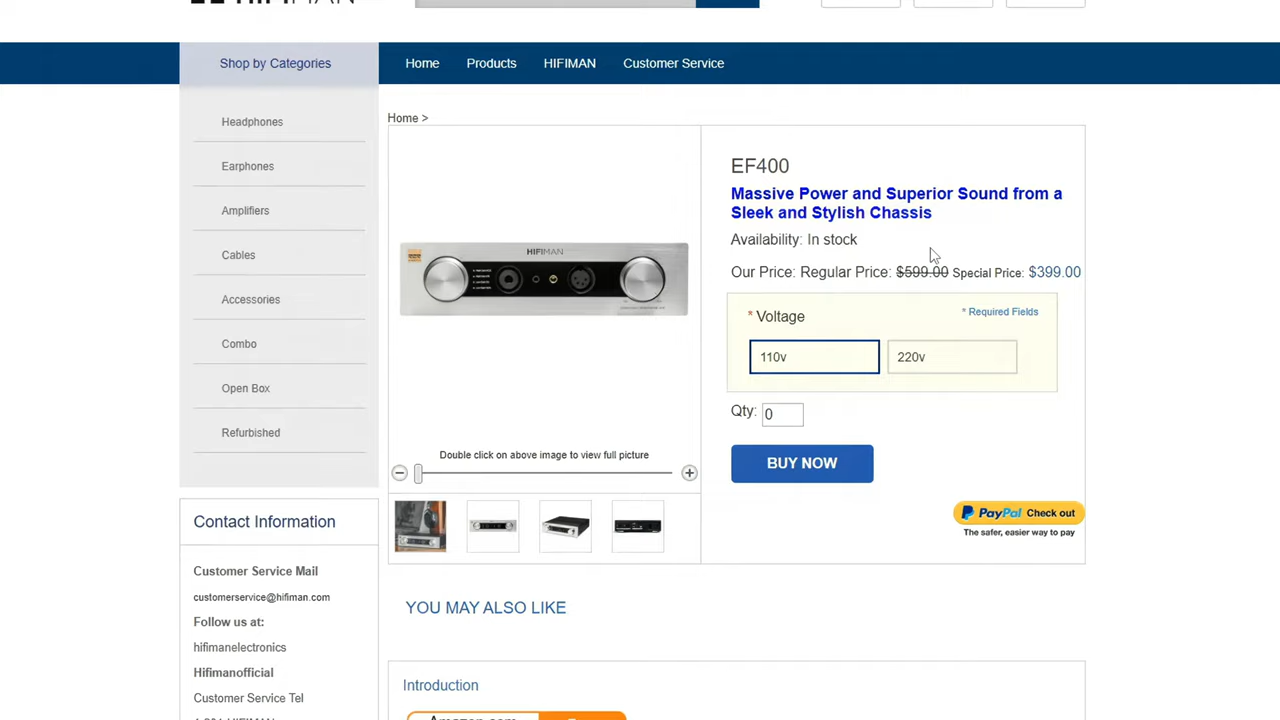 HIFIMAN
Shop by Categories
Home
Products
HIFIMAN
Customer Service
Headphones
Earphones
Amplifiers
Cables
Accessories
Combo
Open Box
Refurbished
Contact Information
Customer Service Mail
customerservice@hifiman.com
Follow us at:
hifimanelectronics
Hifimanofficial
Customer Service Tel
Home >
HIFIMAN
Double click on above image to view full picture
EF400
Massive Power and Superior Sound from a
Sleek and Stylish Chassis
Availability: In stock
Our Price: Regular Price: $599.00 Special Price: $399.00
* Voltage
* Required Fields
110v
220v
Qty: 0
BUY NOW
PayPal Check out
The safer, easier way to pay
YOU MAY ALSO LIKE
Introduction
Amazon.com